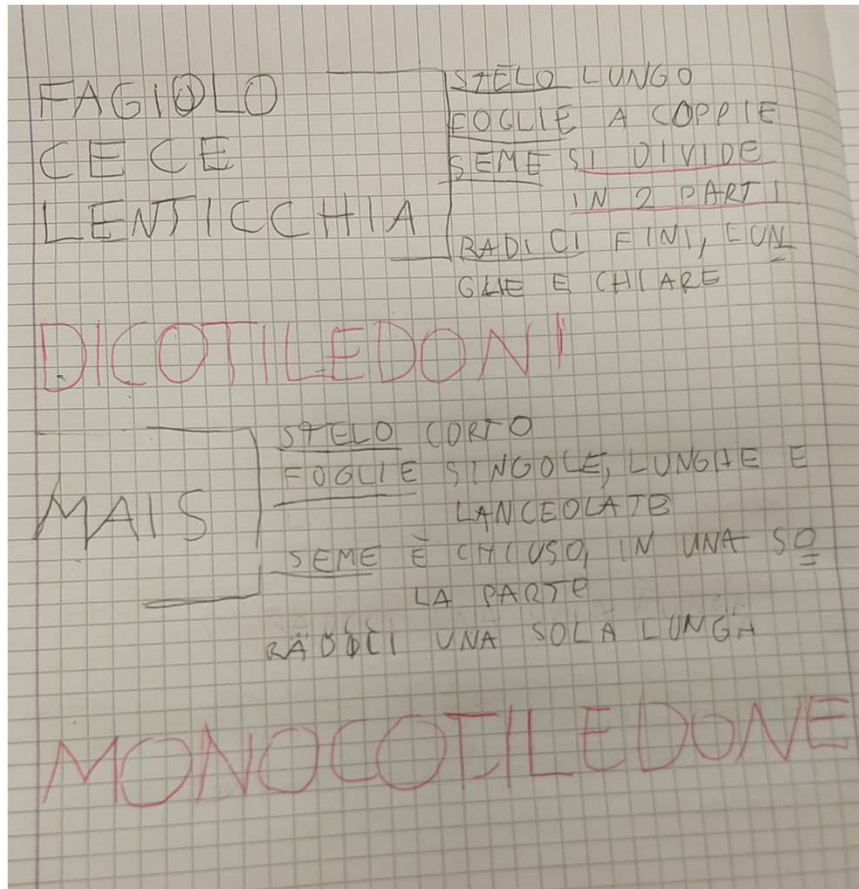 FAGIOLO
CECE
LENTICCHIA
STELO LUNGO
FOGLIE A COPPIE
SEME SI DIVIDE
IN 2 PARTI
RADICI FINI, LUN
GHE E CHIARE
DICOTILEDONI
MAIS
STELO CORTO
FOGLIE SINGOLE, LUNGHE E
LANCEOLATE
SEME È CHIUSO, IN UNA SO
LA PARTE
RADICI UNA SOLA LUNGA
MONOCOTILEDONE